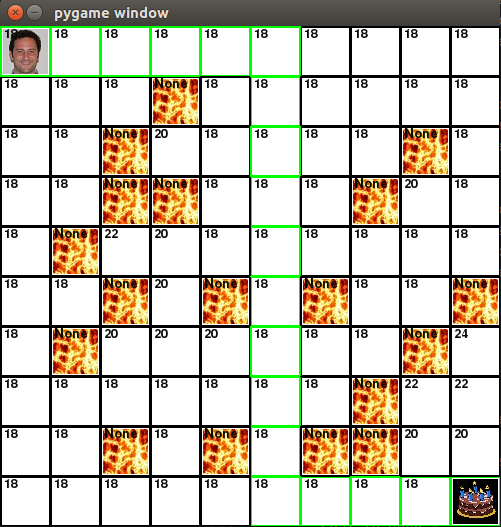 pygame window
18 18 18 18 18 18 18 18 18 18
18 18 18 None 18 18 18 18 18 18
18 18 None 20 18 18 18 18 None 18
18 18 None None 18 18 18 None 20 18
18 None 22 20 18 18 18 18 18 18
18 18 None 20 None 18 None 18 18 None
18 None 20 20 20 18 18 18 None 24
18 18 18 18 18 18 18 None 22 22
18 18 None 18 None 18 None None 20 20
18 18 18 18 18 18 18 18 18